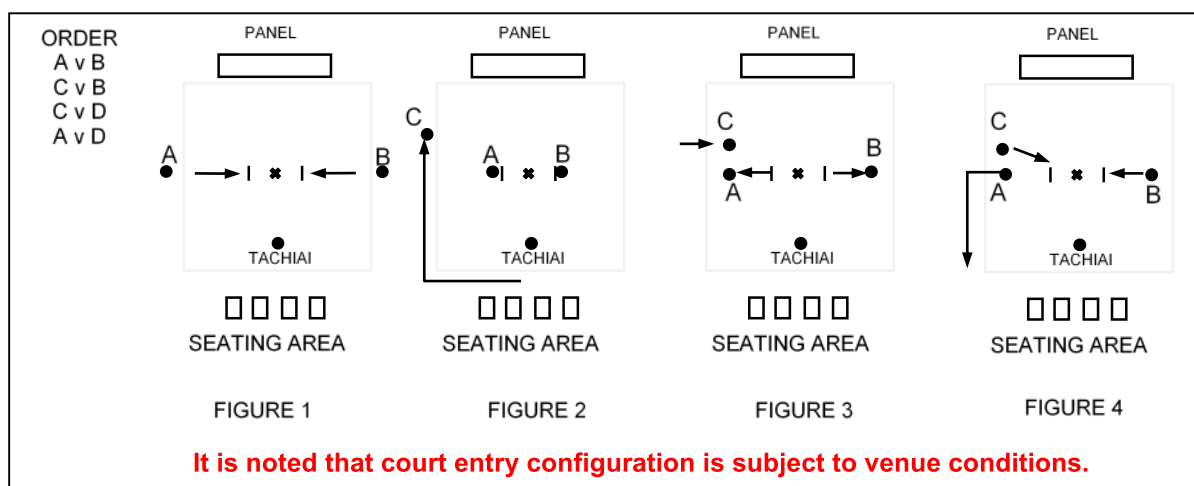 ORDER
A v B
C v B
C v D
A v D
PANEL
A
B
TACHIAI
SEATING AREA
FIGURE 1
PANEL
C
A
B
TACHIAI
SEATING AREA
FIGURE 2
PANEL
C
A
B
TACHIAI
SEATING AREA
FIGURE 3
PANEL
C
A
B
TACHIAI
SEATING AREA
FIGURE 4
It is noted that court entry configuration is subject to venue conditions.